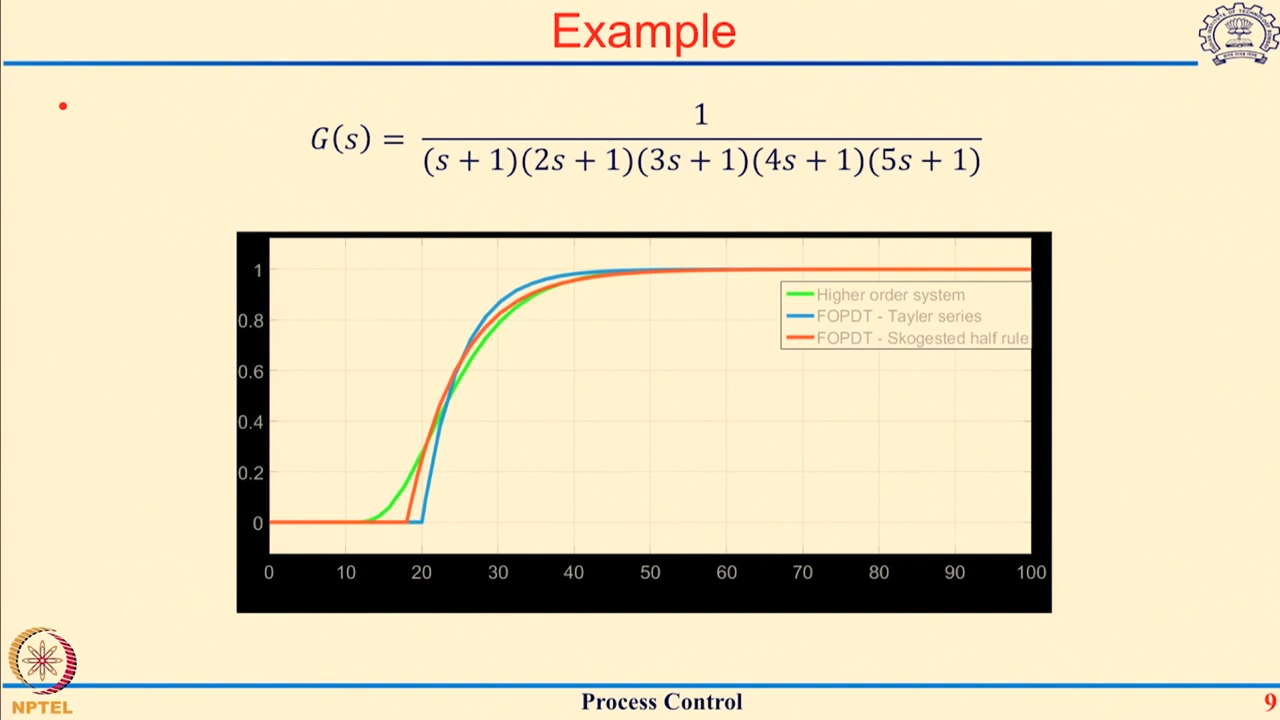 Example
G(s) = 1 / (s + 1)(2s + 1)(3s + 1)(4s + 1)(5s + 1)
1
0.8
0.6
0.4
0.2
0
0 10 20 30 40 50 60 70 80 90 100
Higher order system
FOPDT - Tayler series
FOPDT - Skogested half rule
NPTEL
Process Control
9